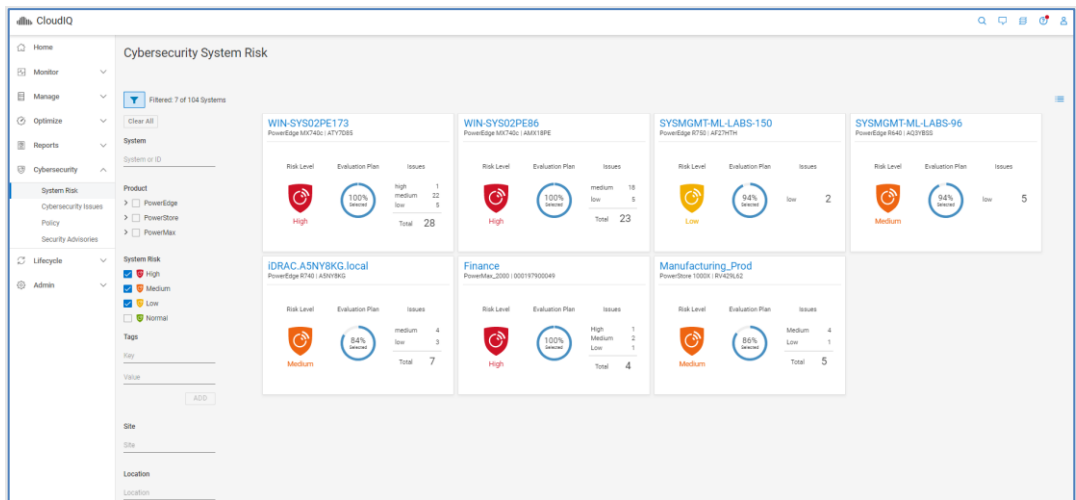 CloudIQ
Home
Monitor
Manage
Optimize
Reports
Cybersecurity
System Risk
Cybersecurity Issues
Policy
Security Advisories
Lifecycle
Admin
Cybersecurity System Risk
Filtered: 7 of 104 Systems
Clear All
System
System or ID
Product
PowerEdge
PowerStore
PowerMax
System Risk
High
Medium
Low
Normal
Tags
Key
Value
ADD
Site
Site
Location
Location
WIN-SYS02PE173
PowerEdge MX740c | ATY7D85
Risk Level Evaluation Plan Issues
100%
Selected
high 1
medium 22
low 5
Total 28
High
WIN-SYS02PE86
PowerEdge MX740c | AMX18PE
Risk Level Evaluation Plan Issues
100%
Selected
medium 18
low 5
Total 23
High
SYSMGMT-ML-LABS-150
PowerEdge R750 | AF27HTH
Risk Level Evaluation Plan Issues
94%
Selected
low 2
Low
SYSMGMT-ML-LABS-96
PowerEdge R640 | AQ3YBSS
Risk Level Evaluation Plan Issues
94%
Selected
low 5
Medium
iDRAC.A5NY8KG.local
PowerEdge R740 | A5NY8KG
Risk Level Evaluation Plan Issues
84%
Selected
medium 4
low 3
Total 7
Medium
Finance
PowerMax_2000 | 000197900049
Risk Level Evaluation Plan Issues
100%
Selected
High 1
Medium 2
Low 1
Total 4
High
Manufacturing_Prod
PowerStore 1000X | RV429L62
Risk Level Evaluation Plan Issues
86%
Selected
Medium 4
Low 1
Total 5
Medium